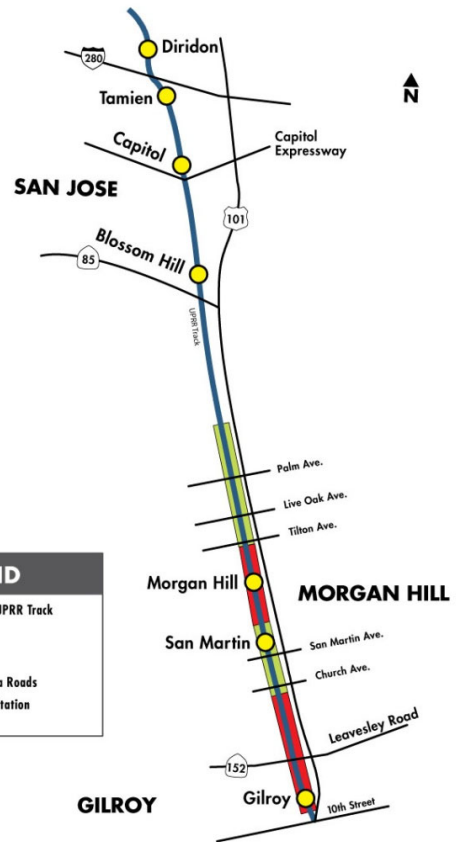 Diridon
280
Tamien
N
Capitol
Capitol
Expressway
SAN JOSE
101
Blossom Hill
85
UPRR Track
Palm Ave.
Live Oak Ave.
Tilton Ave.
Morgan Hill
MORGAN HILL
San Martin
San Martin Ave.
Church Ave.
Leavesley Road
152
GILROY
Gilroy
10th Street
UPRR Track
Roads